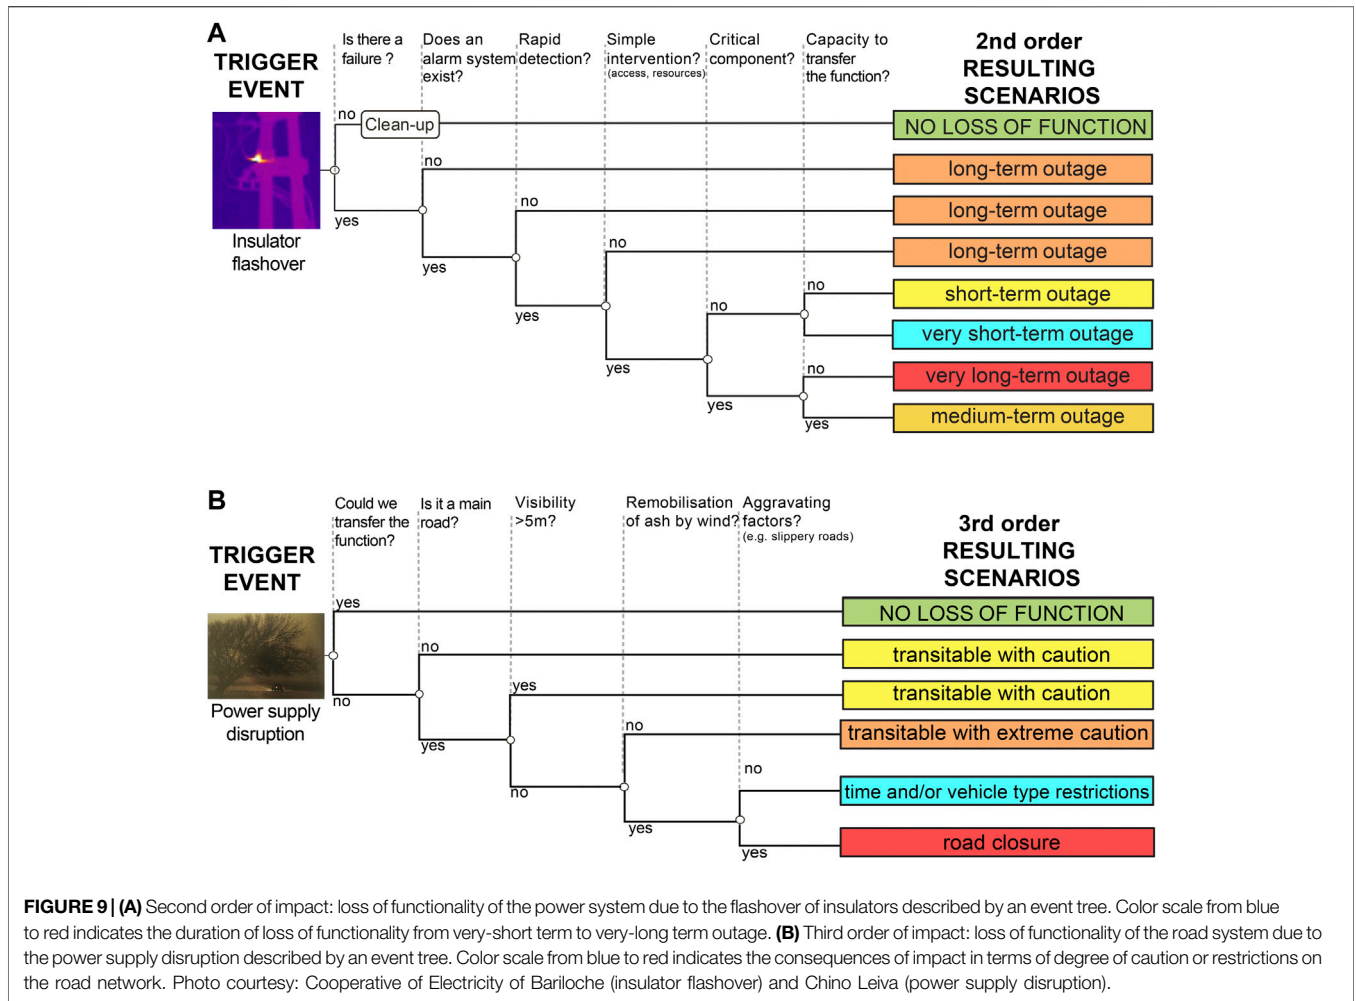 A
TRIGGER
EVENT
Is there a
failure ?
Does an
alarm system
exist?
Rapid
detection?
Simple
intervention?
(access, resources)
Critical
component?
Capacity to
transfer
the function?
2nd order
RESULTING
SCENARIOS
no
Clean-up
NO LOSS OF FUNCTION
no
long-term outage
yes
no
long-term outage
Insulator
flashover
yes
no
long-term outage
yes
no
no
short-term outage
very short-term outage
yes
no
very long-term outage
yes
yes
medium-term outage
B
TRIGGER
EVENT
Could we
transfer the
function?
Is it a main
road?
Visibility
>5m?
Remobilisation
of ash by wind?
Aggravating
factors?
(e.g. slippery roads)
3rd order
RESULTING
SCENARIOS
yes
NO LOSS OF FUNCTION
no
transitable with caution
no
yes
transitable with caution
Power supply
disruption
yes
no
transitable with extreme caution
no
no
time and/or vehicle type restrictions
yes
yes
road closure
FIGURE 9 | (A) Second order of impact: loss of functionality of the power system due to the flashover of insulators described by an event tree. Color scale from blue
to red indicates the duration of loss of functionality from very-short term to very-long term outage. (B) Third order of impact: loss of functionality of the road system due to
the power supply disruption described by an event tree. Color scale from blue to red indicates the consequences of impact in terms of degree of caution or restrictions on
the road network. Photo courtesy: Cooperative of Electricity of Bariloche (insulator flashover) and Chino Leiva (power supply disruption).